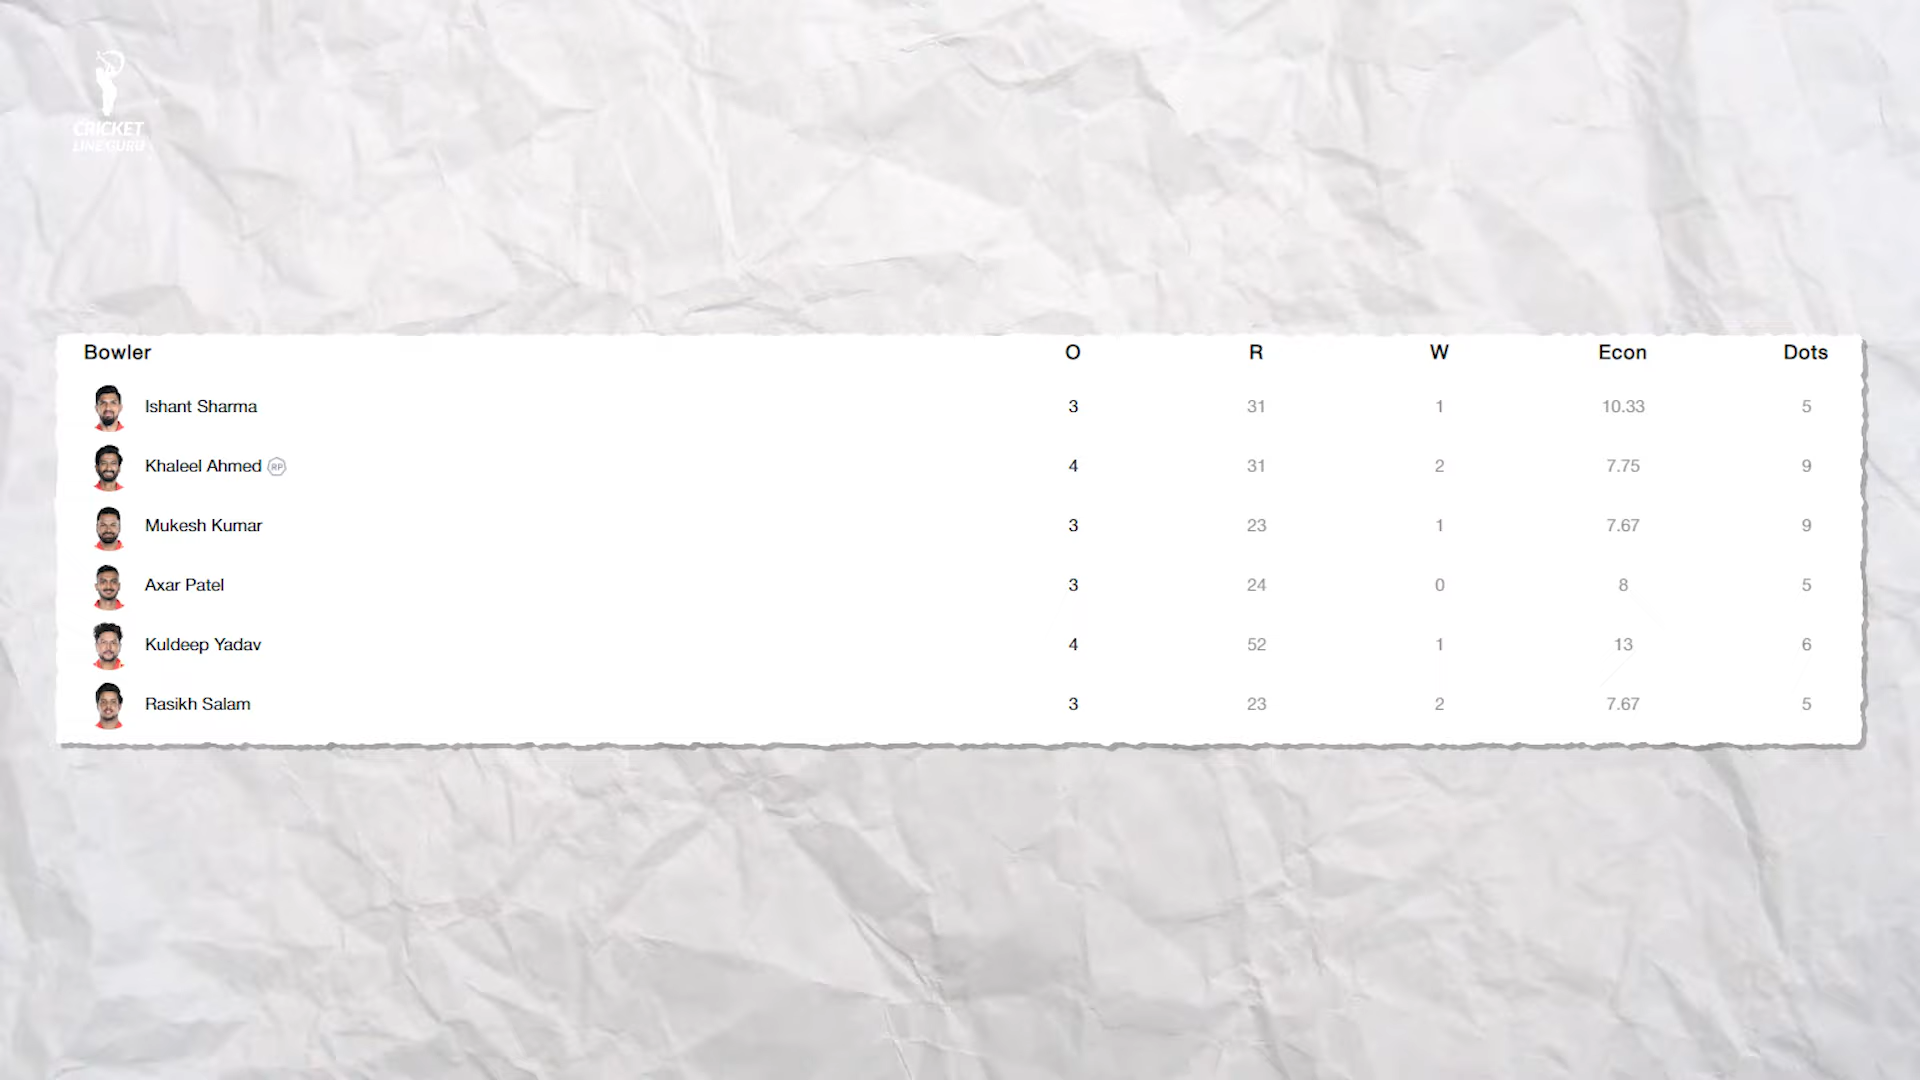 CRICKET
LINE GURU
Bowler O R W Econ Dots
Ishant Sharma 3 31 1 10.33 5
Khaleel Ahmed RP 4 31 2 7.75 9
Mukesh Kumar 3 23 1 7.67 9
Axar Patel 3 24 0 8 5
Kuldeep Yadav 4 52 1 13 6
Rasikh Salam 3 23 2 7.67 5